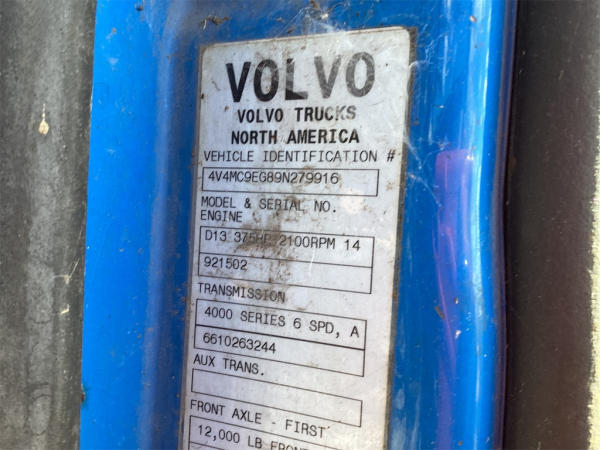 VOLVO
VOLVO TRUCKS
NORTH AMERICA
VEHICLE IDENTIFICATION #
4V4MC9EG89N279916
MODEL & SERIAL NO.
ENGINE
D13 375HP 2100RPM 14
921502
TRANSMISSION
4000 SERIES 6 SPD, A
6610263244
AUX TRANS.
FRONT AXLE - FIRST
12,000 LB FRONT